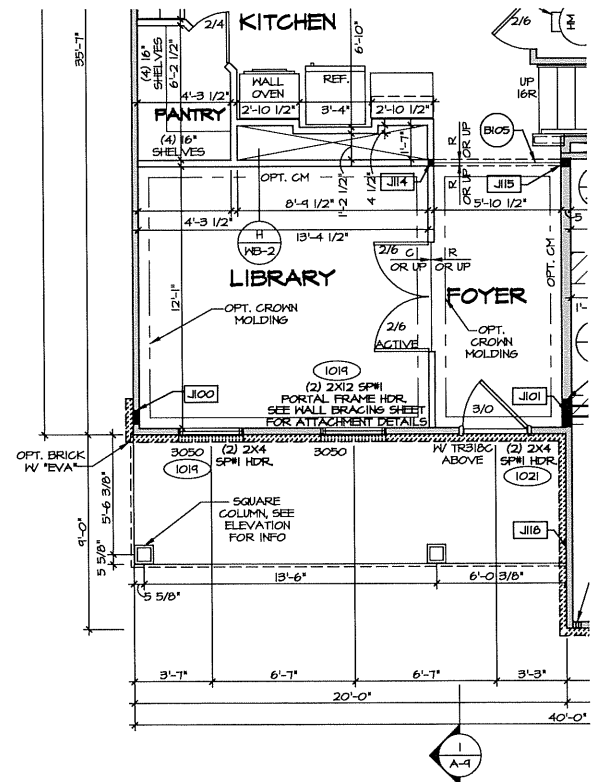 KITCHEN
35'-7"
2/4
6'-10"
2/6
HM
(4) 16"
SHELVES
6'-2 1/2"
4'-3 1/2"
WALL
OVEN
REF.
UP
16R
2'-10 1/2"
3'-4"
2'-10 1/2"
PANTRY
(4) 16"
SHELVES
1'-7"
R
OR UP
B105
OPT. CM
1'-2 1/2"
4 1/2"
J114
R
OR UP
J115
8'-9 1/2"
5'-10 1/2"
4'-3 1/2"
13'-4 1/2"
5
H
WB-2
2/6
C
OR UP
R
OR UP
OPT. CM
LIBRARY
FOYER
12'-1"
OPT. CROWN
MOLDING
2/6
ACTIVE
OPT.
CROWN
MOLDING
1'-
1019
(2) 2X12 SP#1
PORTAL FRAME HDR.
SEE WALL BRACING SHEET
FOR ATTACHMENT DETAILS
J100
3/0
J101
OPT. BRICK
W/ "EVA"
3050
(2) 2X4
SP#1 HDR.
1019
3050
W/ TR318C
ABOVE
(2) 2X4
SP#1 HDR.
1021
5'-6 3/8"
9'-0"
SQUARE
COLUMN, SEE
ELEVATION
FOR INFO
J118
5 5/8"
13'-6"
6'-0 3/8"
5 5/8"
3'-7"
6'-7"
6'-7"
3'-3"
20'-0"
40'-0"
1
A-9